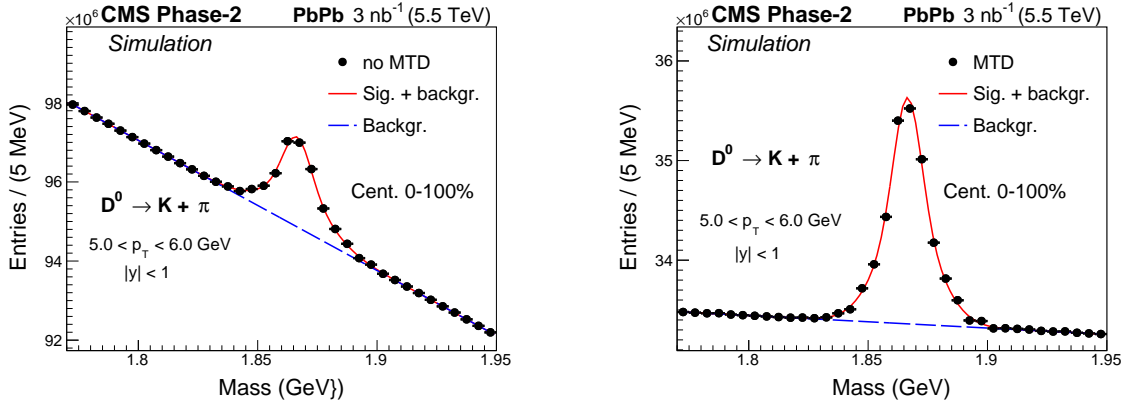 ×10⁶ CMS Phase-2 PbPb 3 nb⁻¹ (5.5 TeV)
Simulation
no MTD
Sig. + backgr.
Backgr.
Cent. 0-100%
D⁰ → K + π
5.0 < p_T < 6.0 GeV
|y| < 1
Entries / (5 MeV)
98
96
94
92
1.8 1.85 1.9 1.95
Mass (GeV})
×10⁶ CMS Phase-2 PbPb 3 nb⁻¹ (5.5 TeV)
Simulation
MTD
Sig. + backgr.
Backgr.
D⁰ → K + π
Cent. 0-100%
5.0 < p_T < 6.0 GeV
|y| < 1
Entries / (5 MeV)
36
35
34
33
1.8 1.85 1.9 1.95
Mass (GeV)